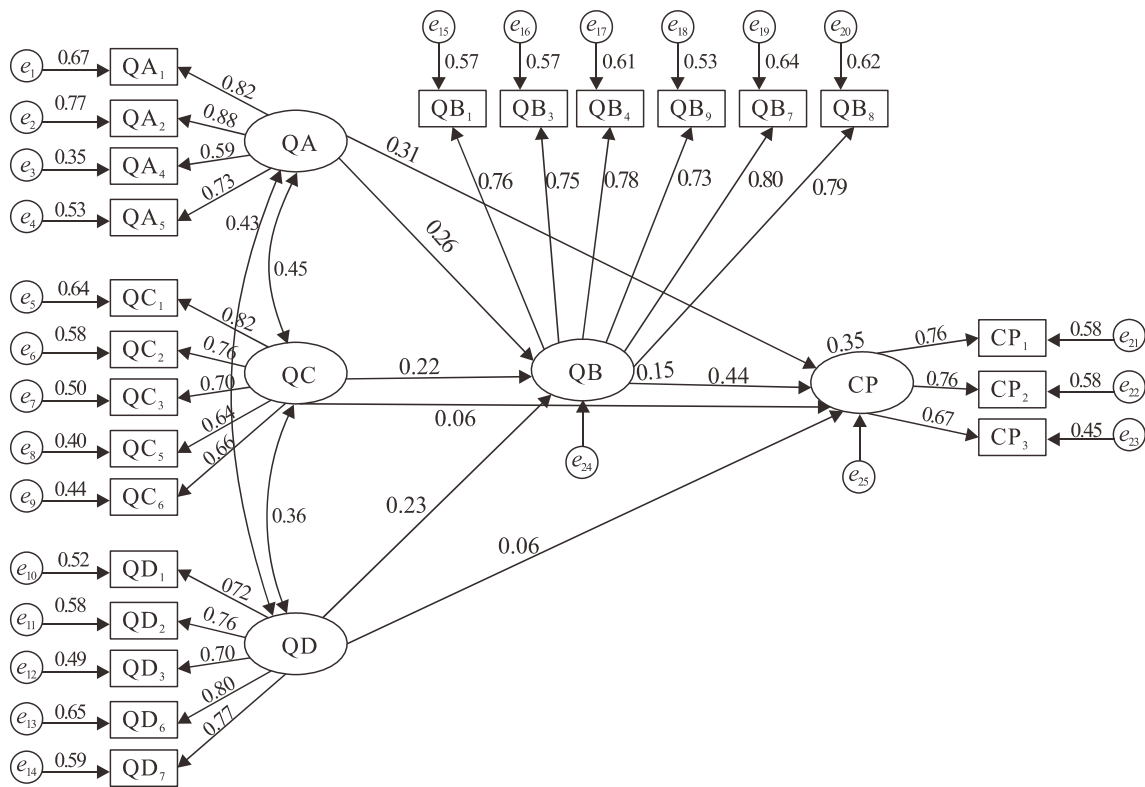 e15 e16 e17 e18 e19 e20
0.57 0.57 0.61 0.53 0.64 0.62
QB1 QB3 QB4 QB9 QB7 QB8
0.76 0.75 0.78 0.73 0.80 0.79
e1 0.67 QA1 0.82
e2 0.77 QA2 0.88
e3 0.35 QA4 0.59
e4 0.53 QA5 0.73
QA
0.31
0.26
0.43
0.45
e5 0.64 QC1 0.82
e6 0.58 QC2 0.76
e7 0.50 QC3 0.70
e8 0.40 QC5 0.64
e9 0.44 QC6 0.66
QC
0.22
0.06
0.36
QB
0.15
0.44
e24
0.35
CP
e25
0.76 CP1 0.58 e21
0.76 CP2 0.58 e22
0.67 CP3 0.45 e23
e10 0.52 QD1 072
e11 0.58 QD2 0.76
e12 0.49 QD3 0.70
e13 0.65 QD6 0.80
e14 0.59 QD7 0.77
QD
0.23
0.06